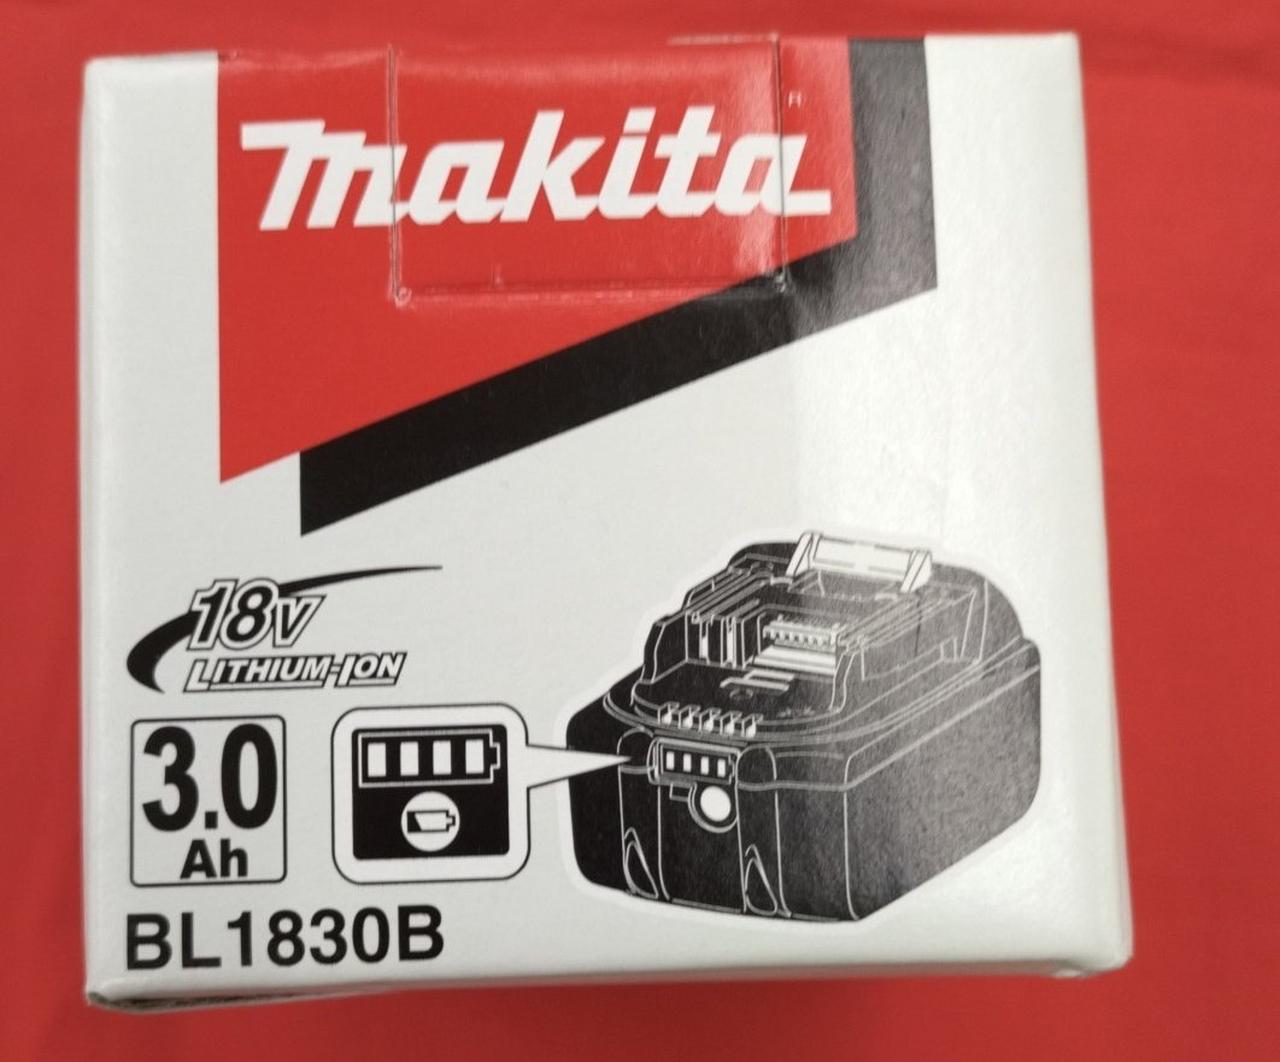 makita
18V
LITHIUM-ION
3.0
Ah
BL1830B